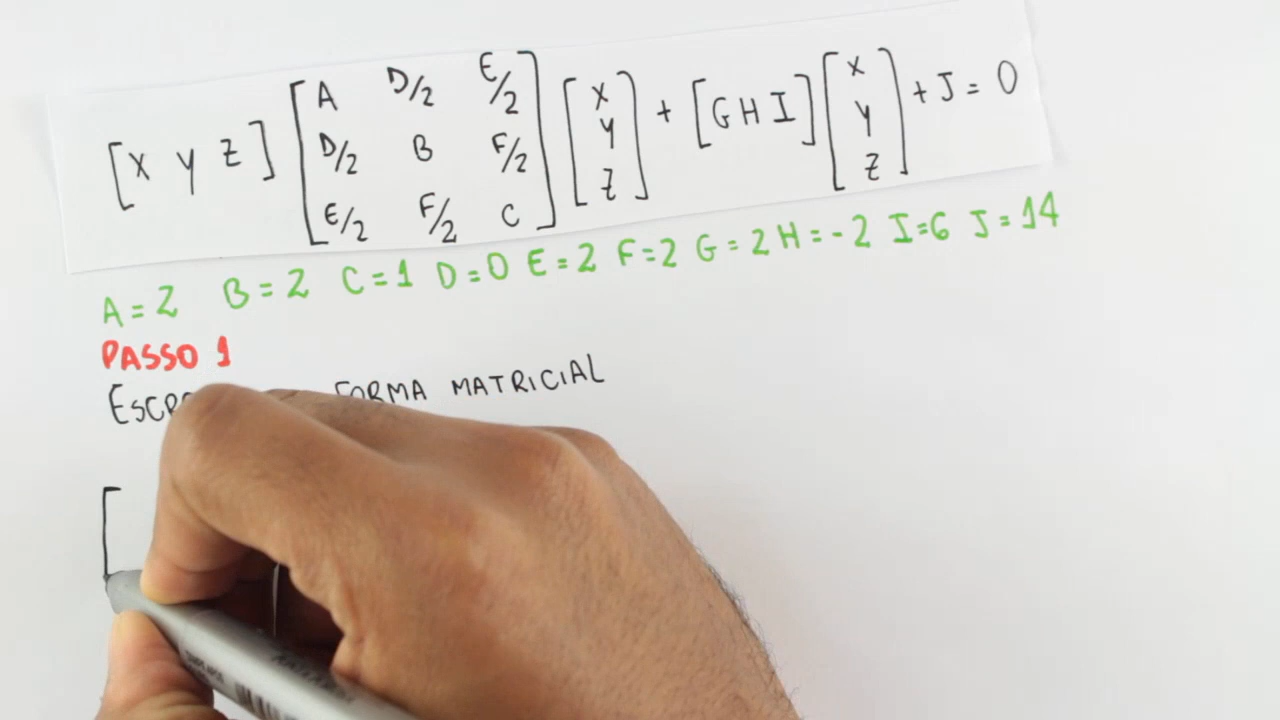 [X Y Z] [A D/2 E/2
D/2 B F/2
E/2 F/2 C] [X
Y
Z] + [G H I] [X
Y
Z] + J = 0
A = 2 B = 2 C = 1 D = 0 E = 2 F = 2 G = 2 H = -2 I = 6 J = 14
PASSO 1
FORMA MATRICIAL
[